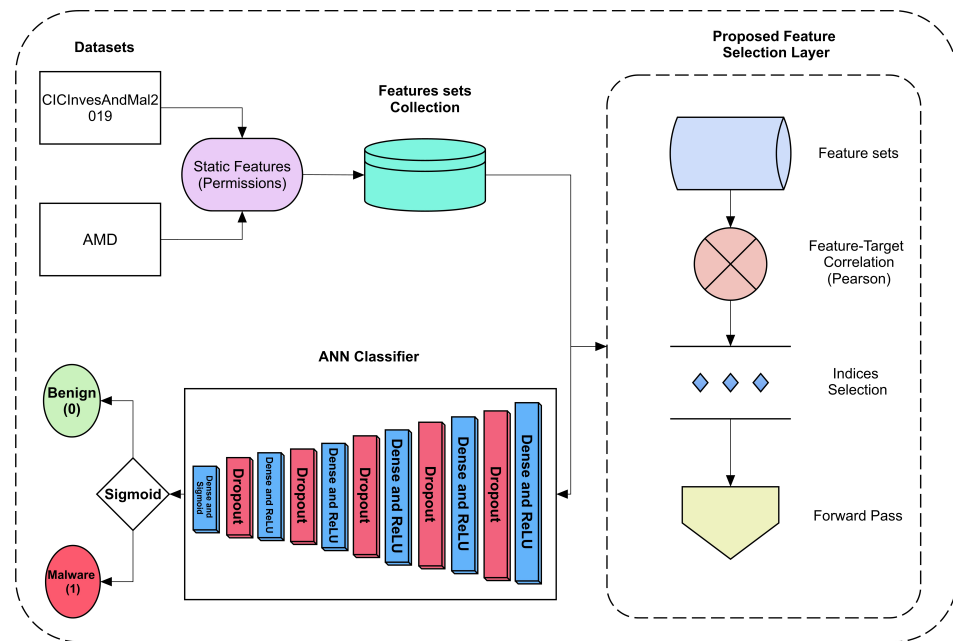 Datasets
CICInvesAndMal2
019
AMD
Static Features
(Permissions)
Features sets
Collection
Proposed Feature
Selection Layer
Feature sets
Feature-Target
Correlation
(Pearson)
Indices
Selection
Forward Pass
ANN Classifier
Benign
(0)
Sigmoid
Malware
(1)
Dense and
Sigmoid
Dropout
Dense and ReLU
Dropout
Dense and ReLU
Dropout
Dense and ReLU
Dropout
Dense and ReLU
Dropout
Dense and ReLU